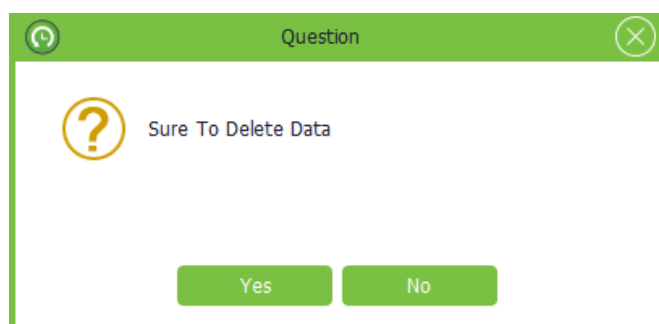 Question
Sure To Delete Data
Yes No